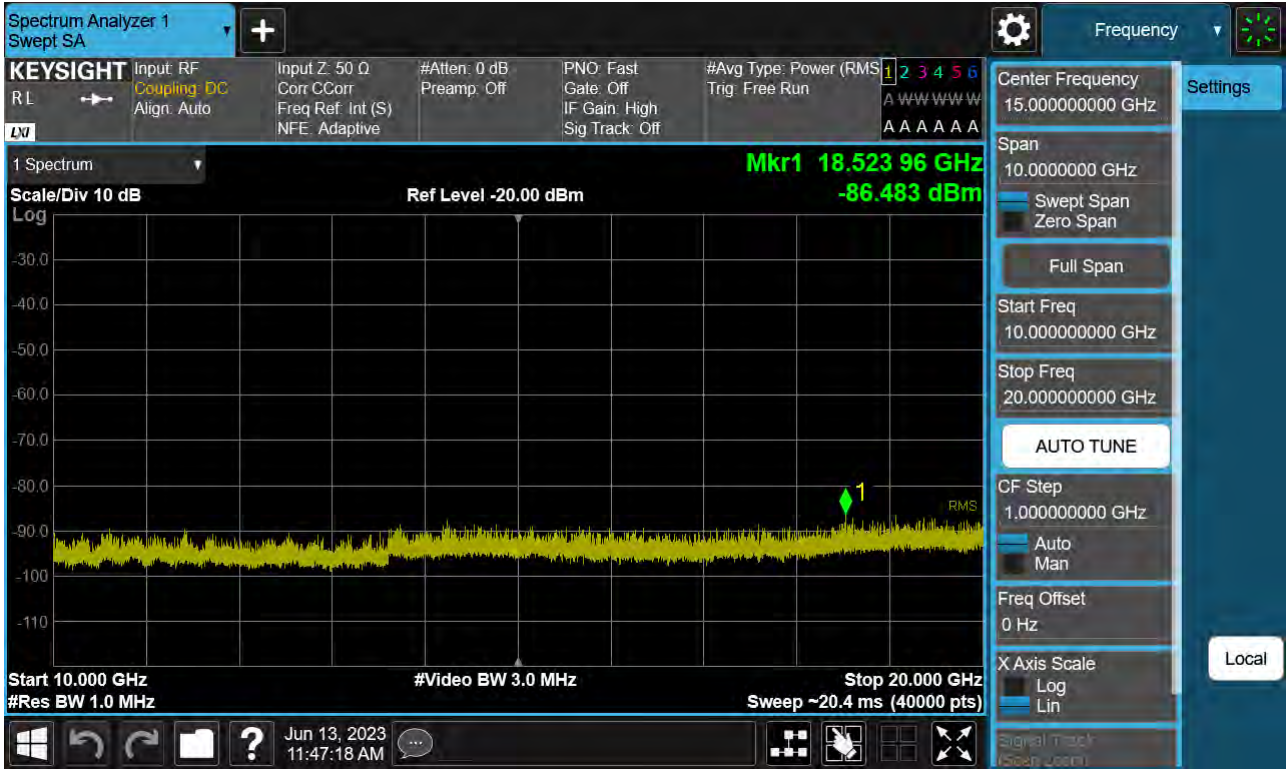 Spectrum Analyzer 1
Swept SA
+
Frequency
KEYSIGHT
RL
LXI
Input: RF
Coupling: DC
Align: Auto
Input Z: 50 Ω
Corr CCorr
Freq Ref: Int (S)
NFE: Adaptive
#Atten: 0 dB
Preamp: Off
PNO: Fast
Gate: Off
IF Gain: High
Sig Track: Off
#Avg Type: Power (RMS
Trig: Free Run
1 2 3 4 5 6
A W W W W W
A A A A A A
1 Spectrum
Scale/Div 10 dB
Log
Ref Level -20.00 dBm
Mkr1 18.523 96 GHz
-86.483 dBm
-30.0
-40.0
-50.0
-60.0
-70.0
-80.0
-90.0
-100
-110
1
RMS
Start 10.000 GHz
#Res BW 1.0 MHz
#Video BW 3.0 MHz
Stop 20.000 GHz
Sweep ~20.4 ms (40000 pts)
Center Frequency
15.000000000 GHz
Span
10.0000000 GHz
Swept Span
Zero Span
Full Span
Start Freq
10.000000000 GHz
Stop Freq
20.000000000 GHz
AUTO TUNE
CF Step
1.000000000 GHz
Auto
Man
Freq Offset
0 Hz
X Axis Scale
Log
Lin
Signal Track
(Span Zoom)
Settings
Local
?
Jun 13, 2023
11:47:18 AM